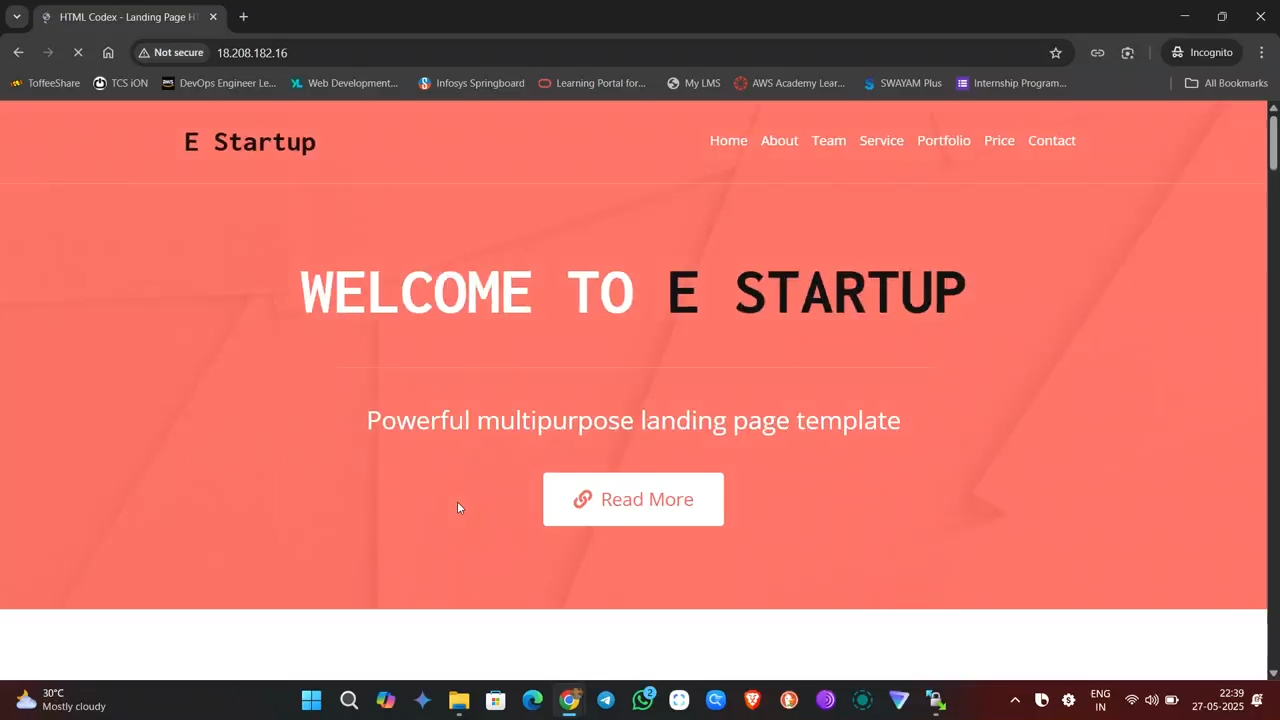 HTML Codex - Landing Page HT
Not secure 18.208.182.16
Incognito
ToffeeShare TCS iON DevOps Engineer Le... Web Development... Infosys Springboard Learning Portal for... My LMS AWS Academy Lear... SWAYAM Plus Internship Program... All Bookmarks
E Startup
Home About Team Service Portfolio Price Contact
WELCOME TO E STARTUP
Powerful multipurpose landing page template
Read More
30°C
Mostly cloudy
2
ENG
IN
22:39
27-05-2025